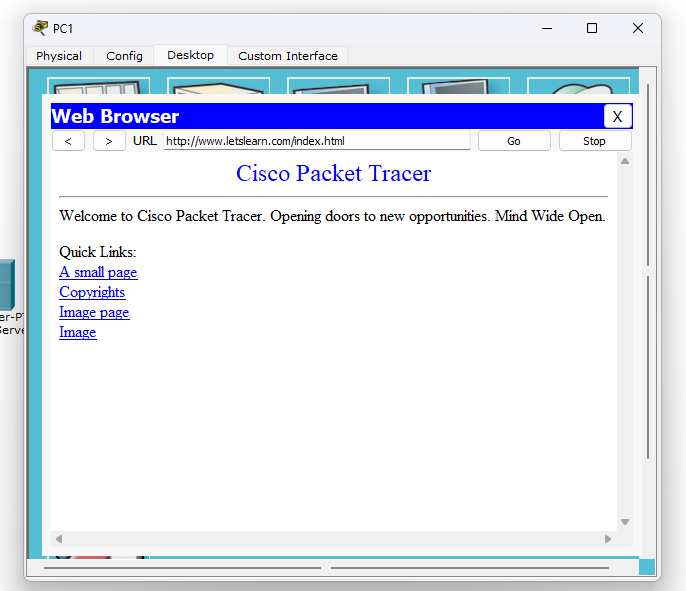 PC1
Physical Config Desktop Custom Interface
Web Browser X
< > URL http://www.letslearn.com/index.html Go Stop
Cisco Packet Tracer
Welcome to Cisco Packet Tracer. Opening doors to new opportunities. Mind Wide Open.
Quick Links:
A small page
Copyrights
Image page
Image
er-P
Serve